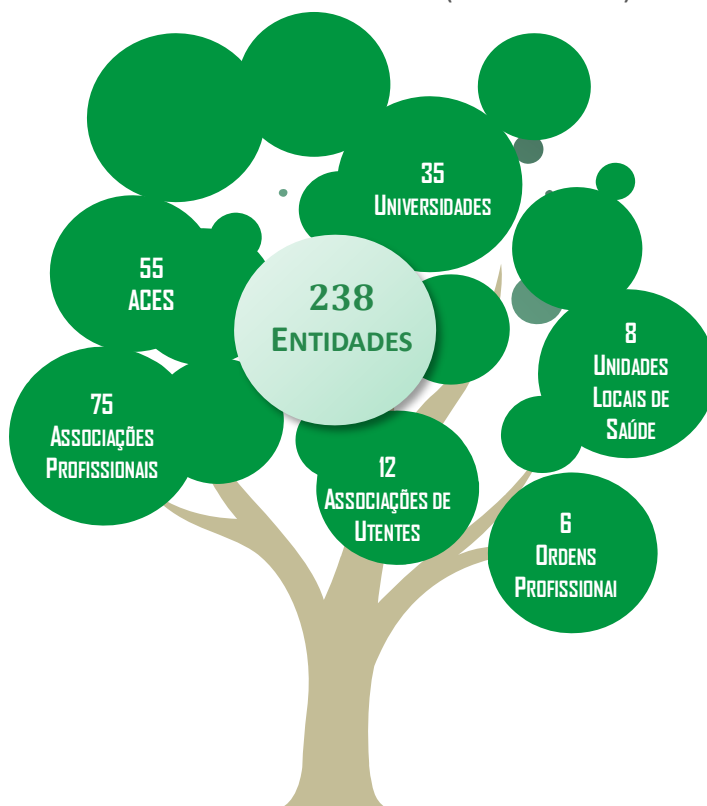 35
UNIVERSIDADES
55
ACES
238
ENTIDADES
8
UNIDADES
LOCAIS DE
SAÚDE
75
ASSOCIAÇÕES
PROFISSIONAIS
12
ASSOCIAÇÕES DE
UTENTES
6
ORDENS
PROFISSIONAI